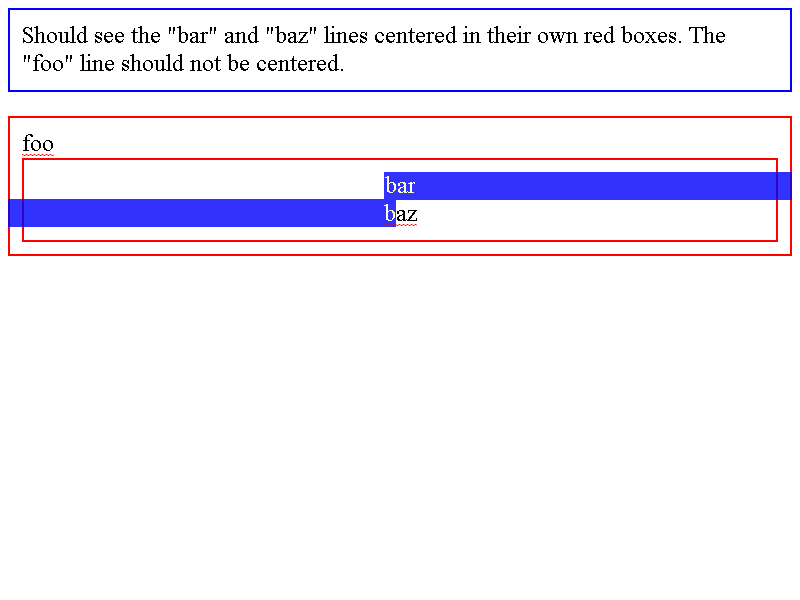 Should see the "bar" and "baz" lines centered in their own red boxes. The
"foo" line should not be centered.
foo
bar
baz